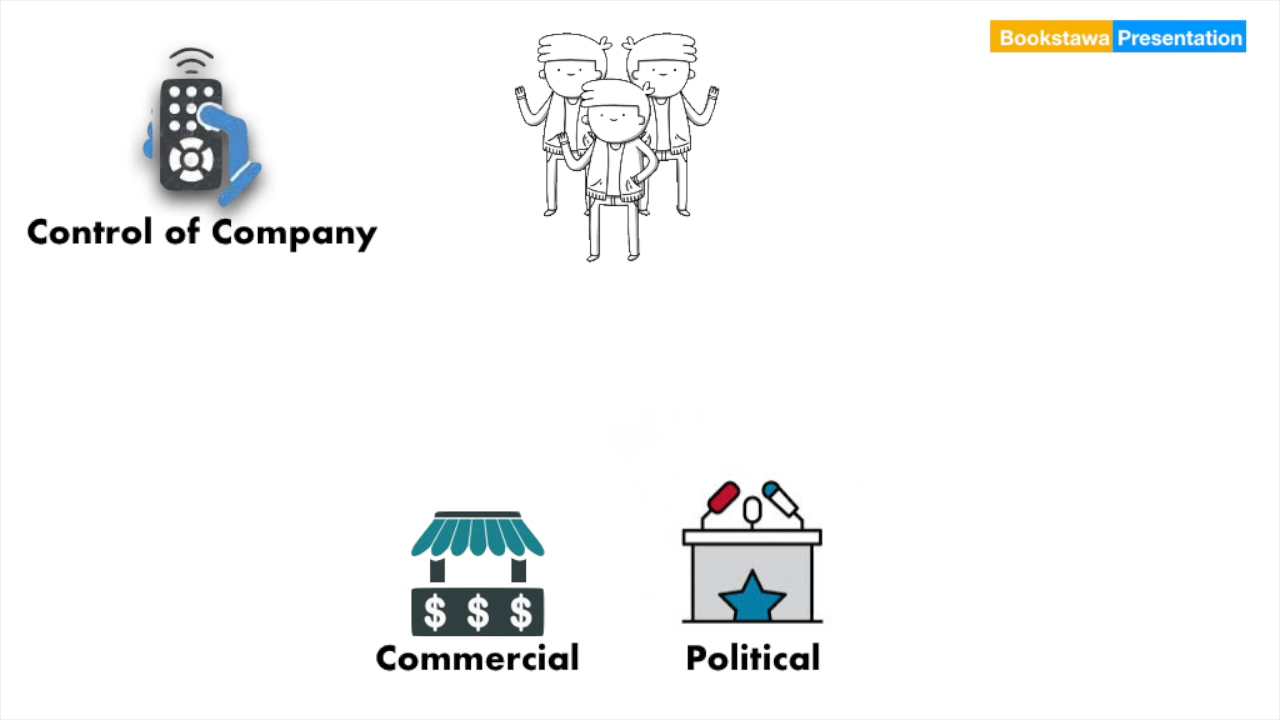 Bookstawa Presentation
Control of Company
$ $ $
Commercial
Political